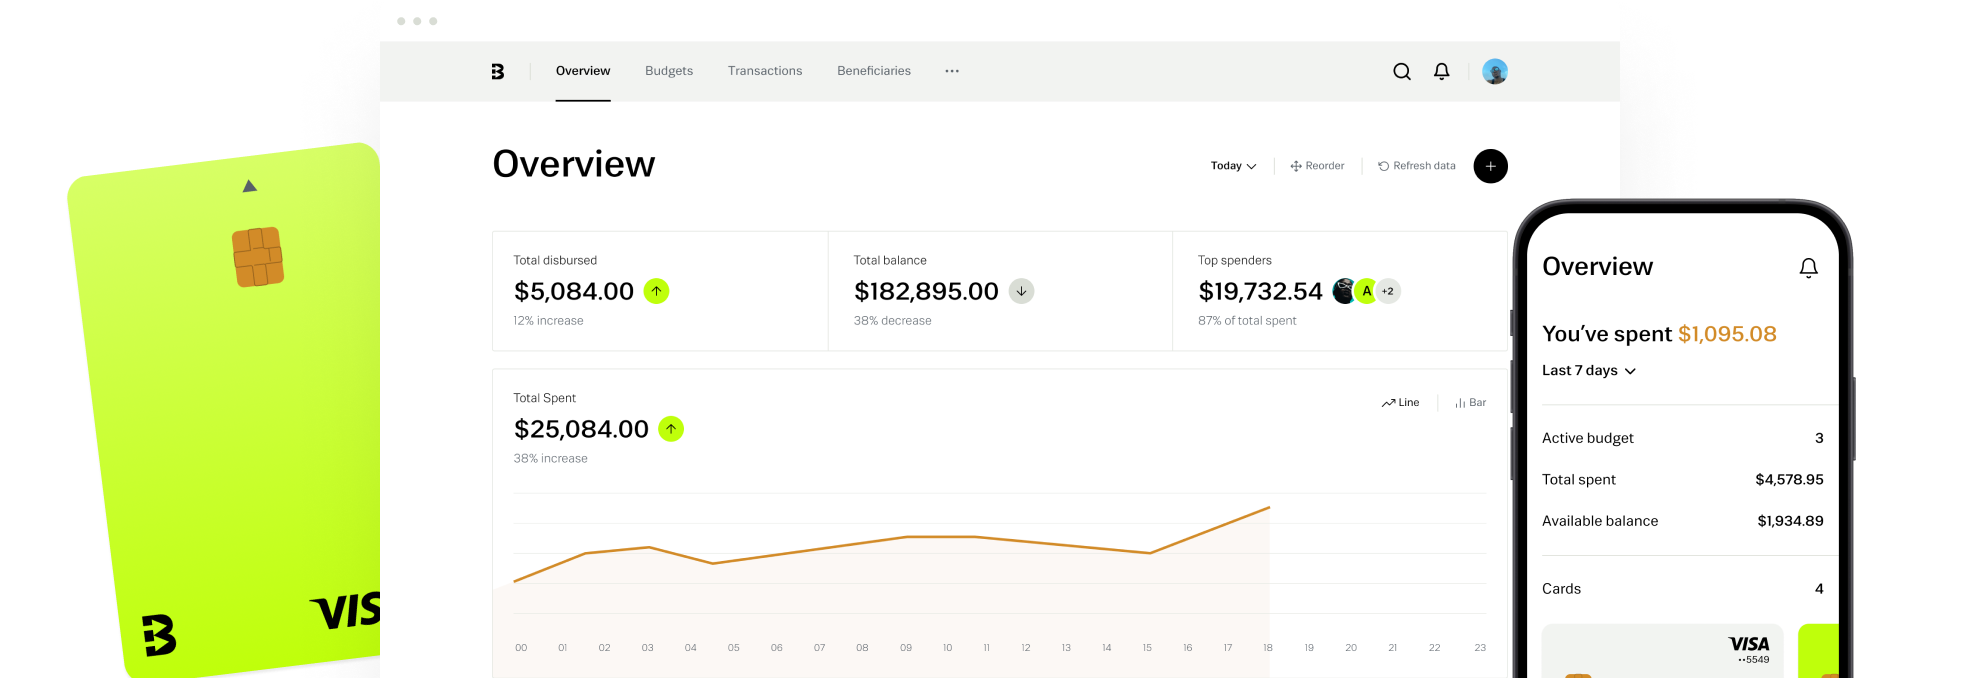 Overview Budgets Transactions Beneficiaries
Overview
Today Reorder Refresh data
Total disbursed
$5,084.00
12% increase
Total balance
$182,895.00
38% decrease
Top spenders
$19,732.54 A +2
87% of total spent
Total Spent
$25,084.00
38% increase
Line Bar
00 01 02 03 04 05 06 07 08 09 10 11 12 13 14 15 16 17 18 19 20 21 22 23
B VIS
Overview
You’ve spent $1,095.08
Last 7 days
Active budget 3
Total spent $4,578.95
Available balance $1,934.89
Cards 4
VISA
••5549